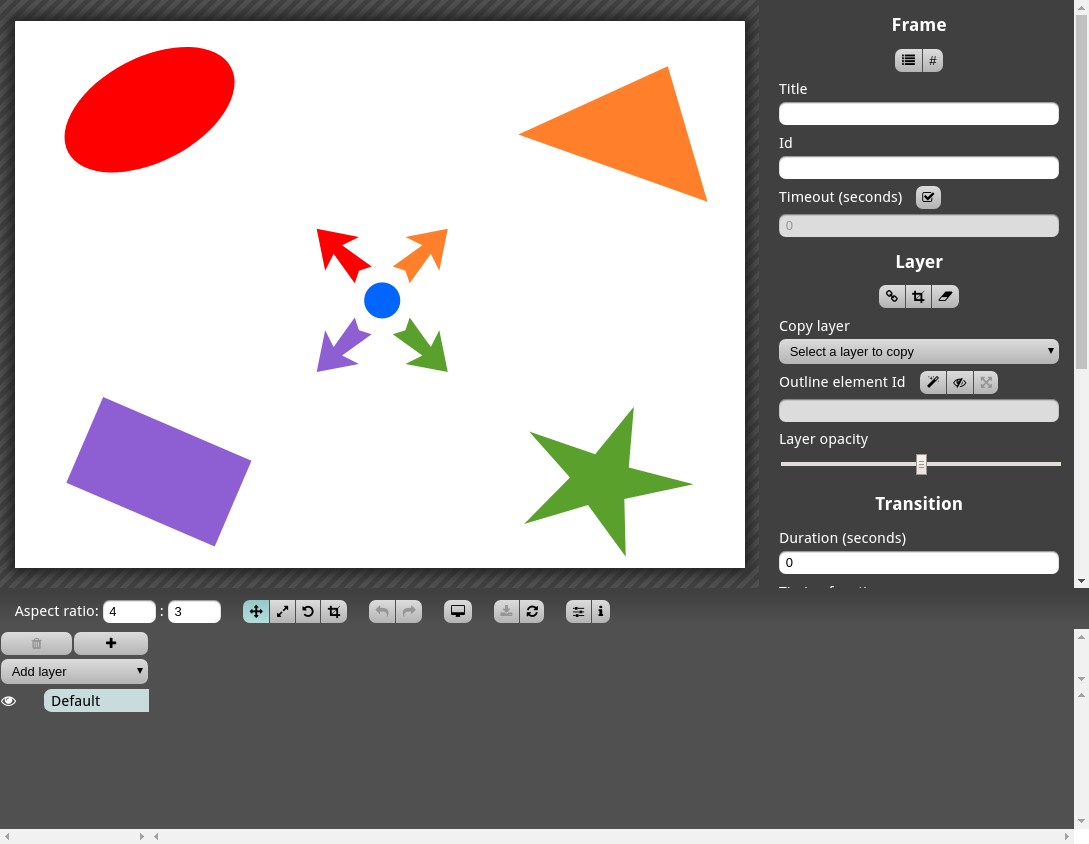 Frame
#
Title
Id
Timeout (seconds)
0
Layer
Copy layer
Select a layer to copy
Outline element Id
Layer opacity
Transition
Duration (seconds)
0
Aspect ratio: 4 : 3
Add layer
Default